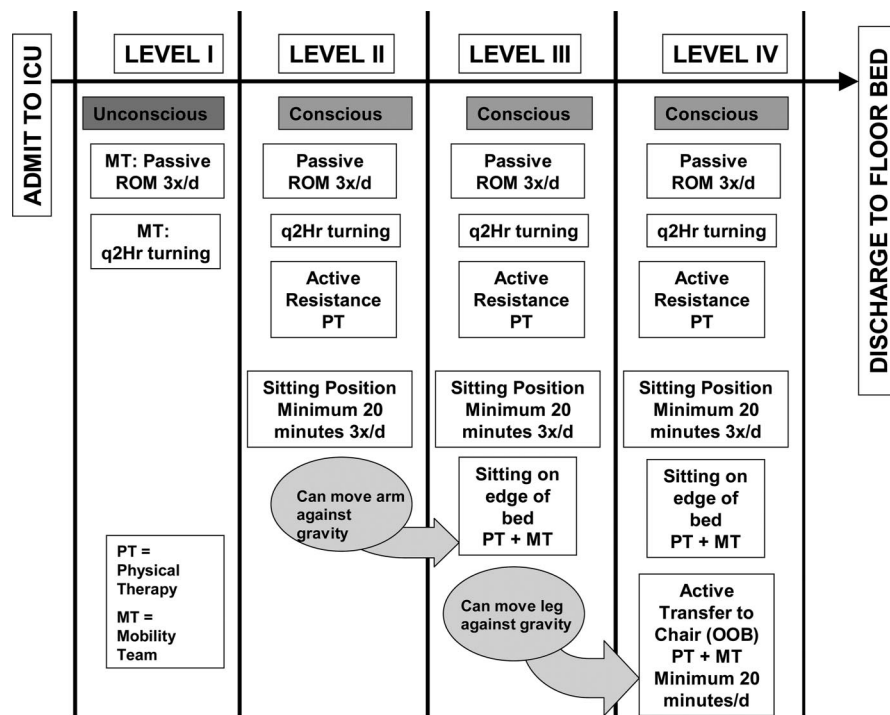 ADMIT TO ICU
LEVEL I
Unconscious
MT: Passive
ROM 3x/d
MT:
q2Hr turning
PT =
Physical
Therapy
MT =
Mobility
Team
LEVEL II
Conscious
Passive
ROM 3x/d
q2Hr turning
Active
Resistance
PT
Sitting Position
Minimum 20
minutes 3x/d
Can move arm
against
gravity
LEVEL III
Conscious
Passive
ROM 3x/d
q2Hr turning
Active
Resistance
PT
Sitting Position
Minimum 20
minutes 3x/d
Sitting on
edge of
bed
PT + MT
Can move leg
against gravity
LEVEL IV
Conscious
Passive
ROM 3x/d
q2Hr turning
Active
Resistance
PT
Sitting Position
Minimum 20
minutes 3x/d
Sitting on
edge of
bed
PT + MT
Active
Transfer to
Chair (OOB)
PT + MT
Minimum 20
minutes/d
DISCHARGE TO FLOOR BED